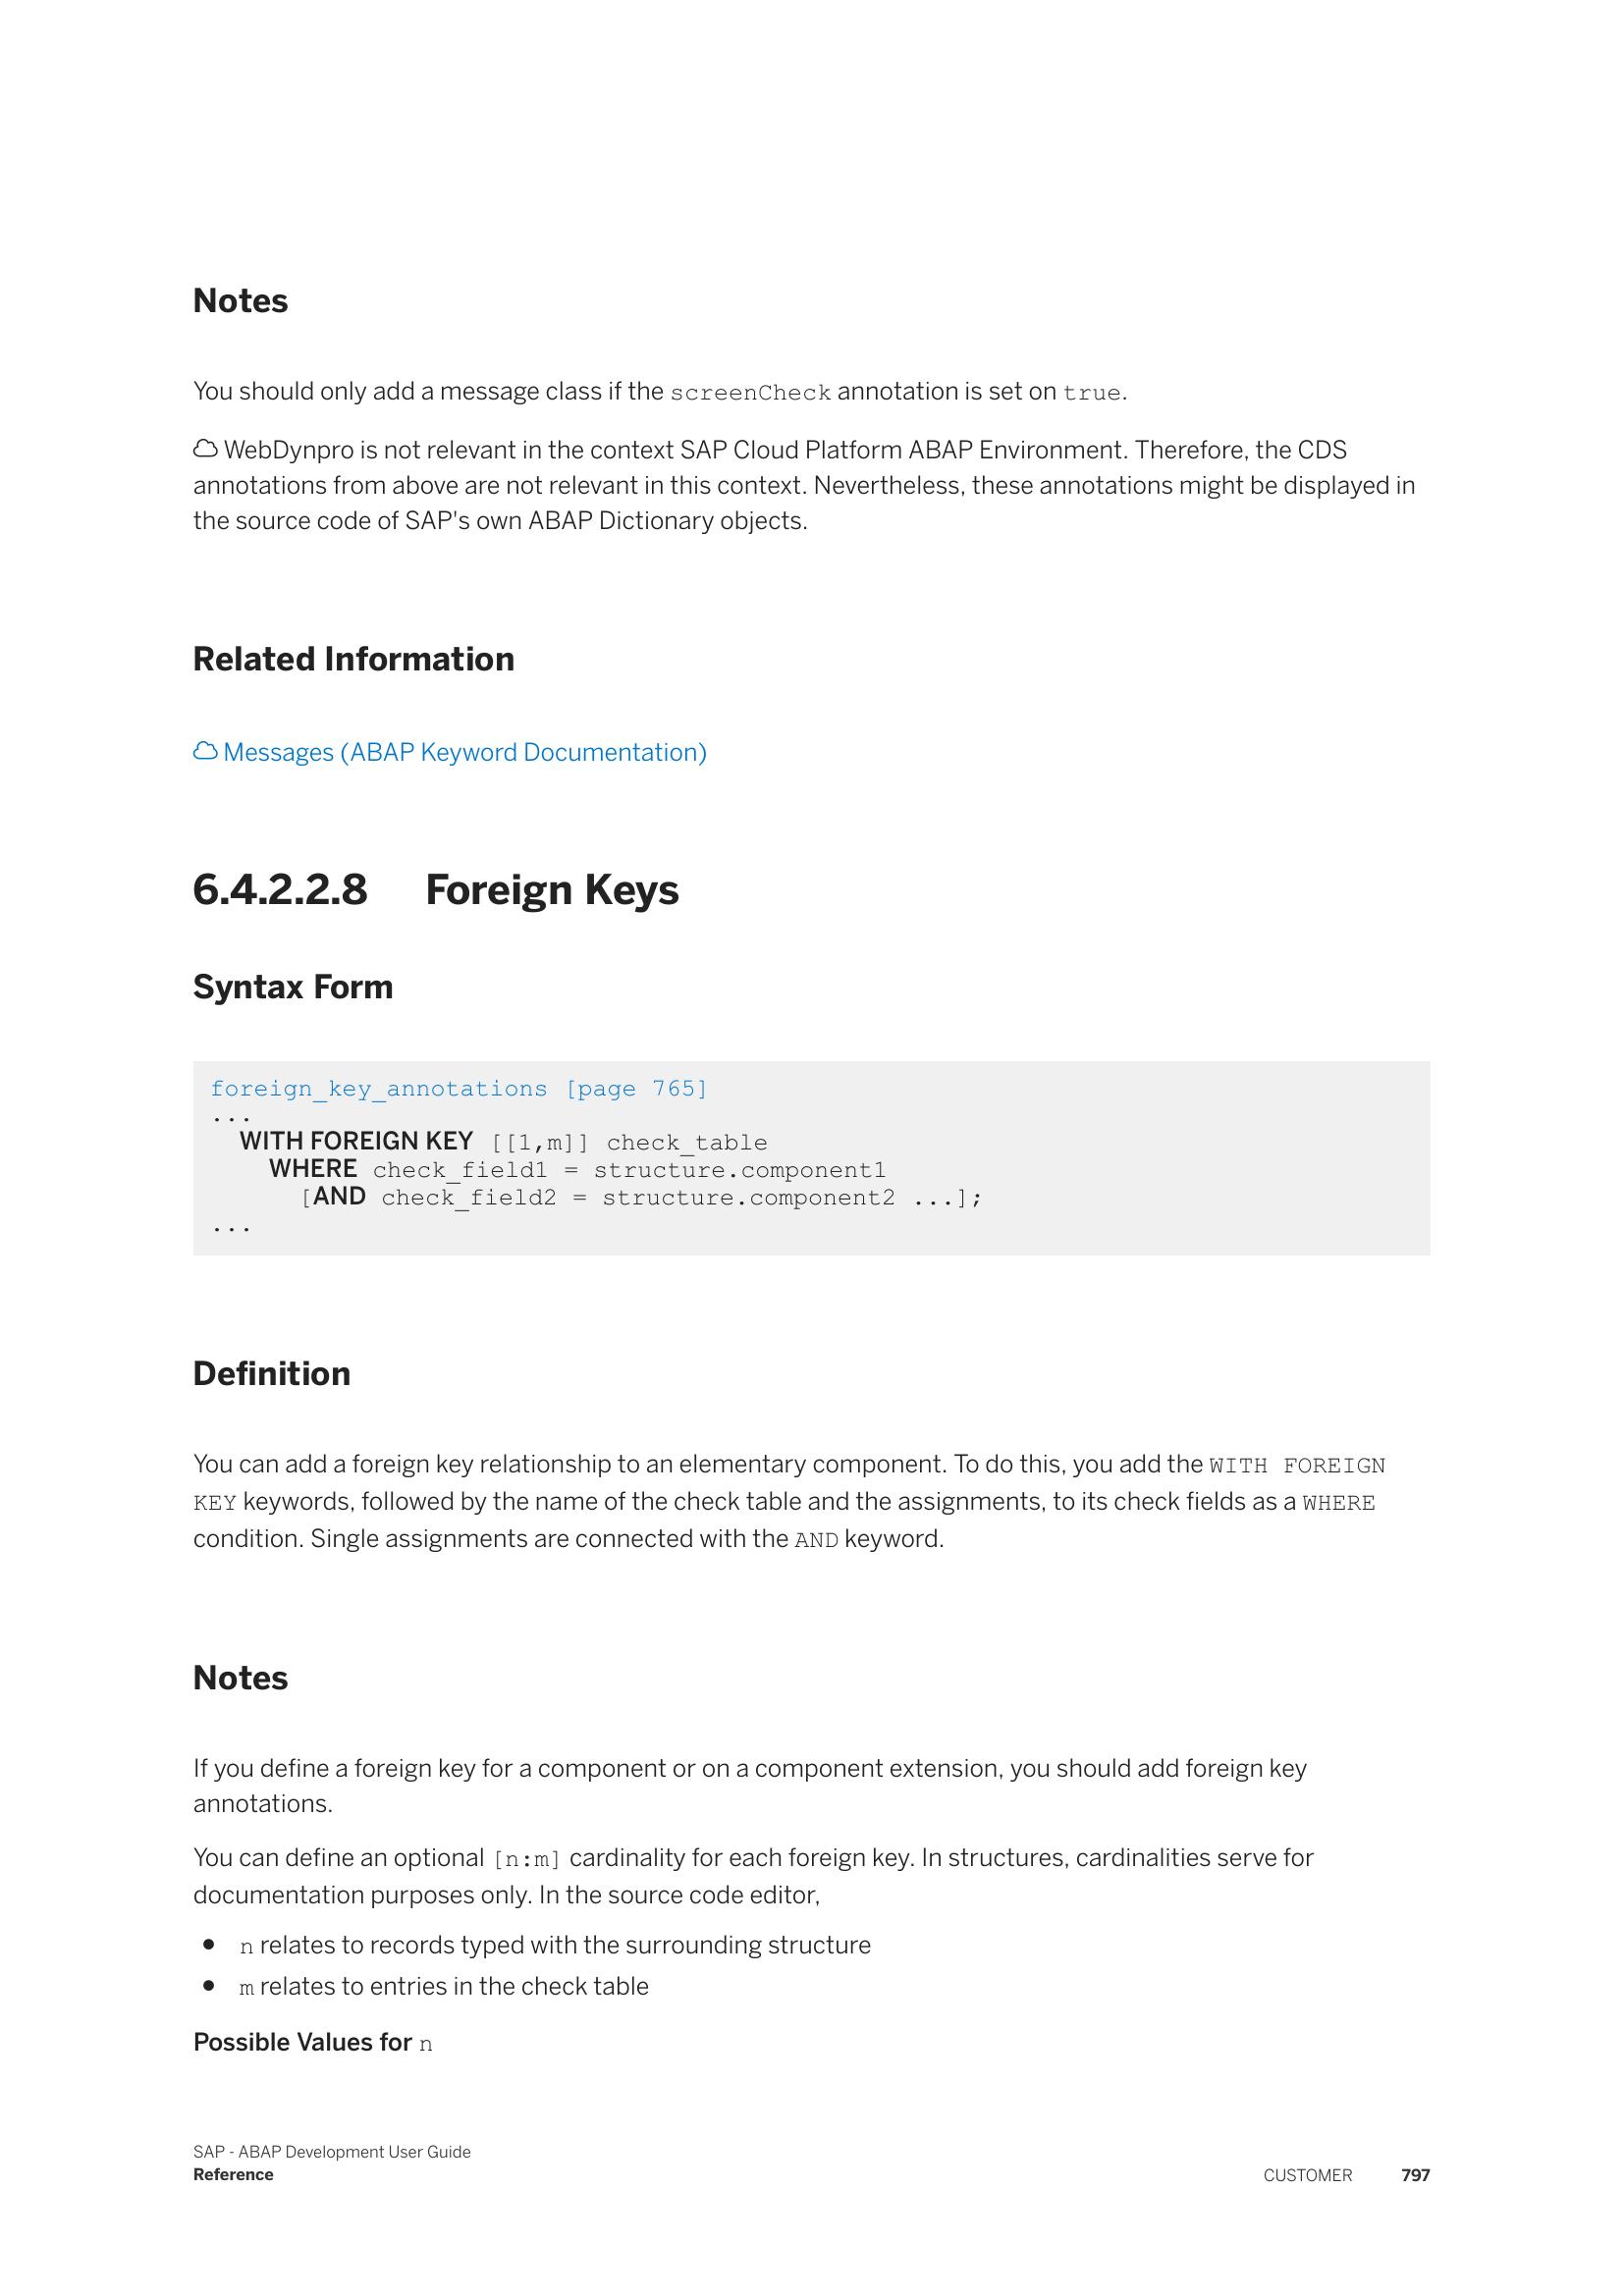 Notes
You should only add a message class if the screenCheck annotation is set on true.
WebDynpro is not relevant in the context SAP Cloud Platform ABAP Environment. Therefore, the CDS
annotations from above are not relevant in this context. Nevertheless, these annotations might be displayed in
the source code of SAP's own ABAP Dictionary objects.
Related Information
Messages (ABAP Keyword Documentation)
6.4.2.2.8 Foreign Keys
Syntax Form
foreign_key_annotations [page 765]
...
WITH FOREIGN KEY [[1,m]] check_table
WHERE check_field1 = structure.component1
[AND check_field2 = structure.component2 ...];
...
Definition
You can add a foreign key relationship to an elementary component. To do this, you add the WITH FOREIGN
KEY keywords, followed by the name of the check table and the assignments, to its check fields as a WHERE
condition. Single assignments are connected with the AND keyword.
Notes
If you define a foreign key for a component or on a component extension, you should add foreign key
annotations.
You can define an optional [n:m] cardinality for each foreign key. In structures, cardinalities serve for
documentation purposes only. In the source code editor,
● n relates to records typed with the surrounding structure
● m relates to entries in the check table
Possible Values for n
SAP - ABAP Development User Guide
Reference
CUSTOMER 797